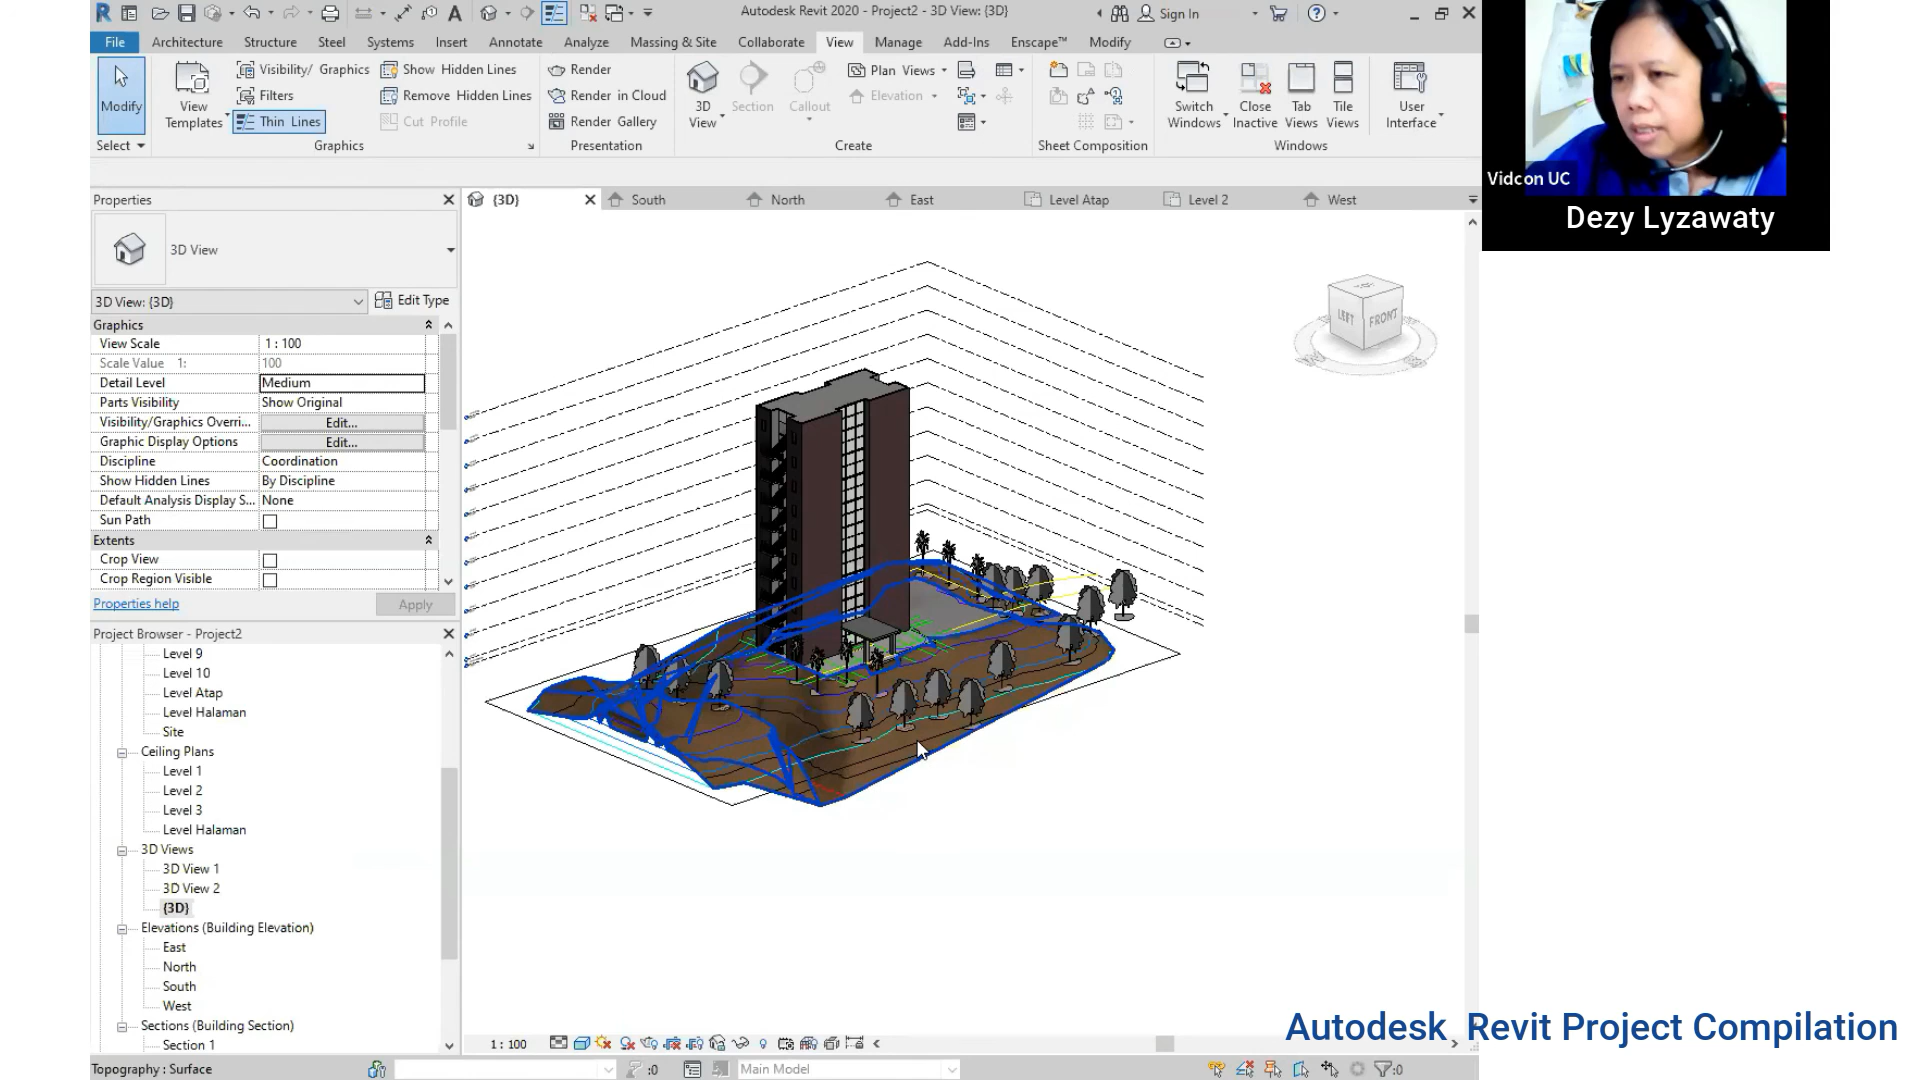 Autodesk Revit 2020 - Project2 - 3D View: {3D}
Sign In
File Architecture Structure Steel Systems Insert Annotate Analyze Massing & Site Collaborate View Manage Add-Ins Enscape™ Modify
Modify
Select
View
Templates
Visibility/ Graphics
Filters
Thin Lines
Show Hidden Lines
Remove Hidden Lines
Cut Profile
Graphics
Render
Render in Cloud
Render Gallery
Presentation
3D
View
Section
Callout
Plan Views
Elevation
Create
Sheet Composition
Switch
Windows
Close
Inactive
Tab
Views
Tile
Views
User
Interface
Windows
Vidcon UC
Dezy Lyzawaty
Properties
{3D} South North East Level Atap Level 2 West
3D View
3D View: {3D}
Edit Type
Graphics
View Scale 1 : 100
Scale Value 1: 100
Detail Level Medium
Parts Visibility Show Original
Visibility/Graphics Overri... Edit...
Graphic Display Options Edit...
Discipline Coordination
Show Hidden Lines By Discipline
Default Analysis Display S... None
Sun Path
Extents
Crop View
Crop Region Visible
Properties help
Apply
LEFT FRONT
Project Browser - Project2
Level 9
Level 10
Level Atap
Level Halaman
Site
Ceiling Plans
Level 1
Level 2
Level 3
Level Halaman
3D Views
3D View 1
3D View 2
{3D}
Elevations (Building Elevation)
East
North
South
West
Sections (Building Section)
Section 1
1 : 100
Autodesk Revit Project Compilation
Topography : Surface
:0
Main Model
:0